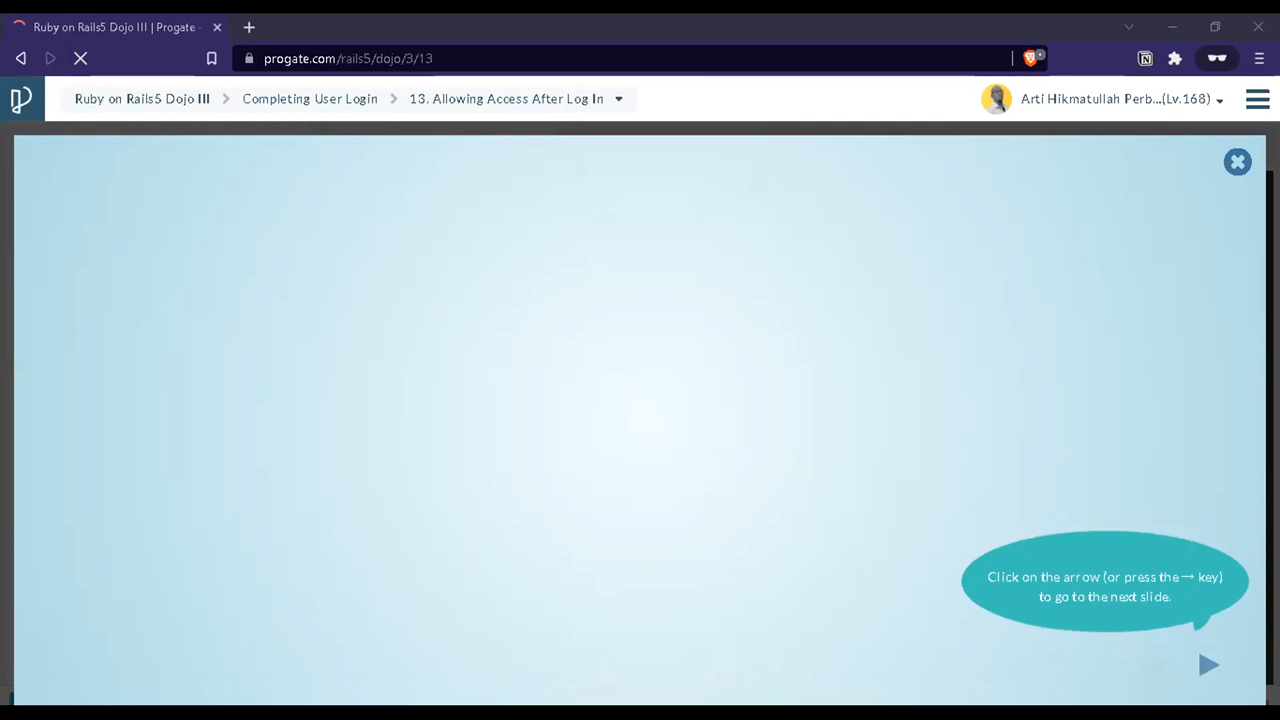 Ruby on Rails5 Dojo III | Progate -
progate.com/rails5/dojo/3/13
Ruby on Rails5 Dojo III
Completing User Login
13. Allowing Access After Log In
Arti Hikmatullah Perb...(Lv.168)
Click on the arrow (or press the → key)
to go to the next slide.